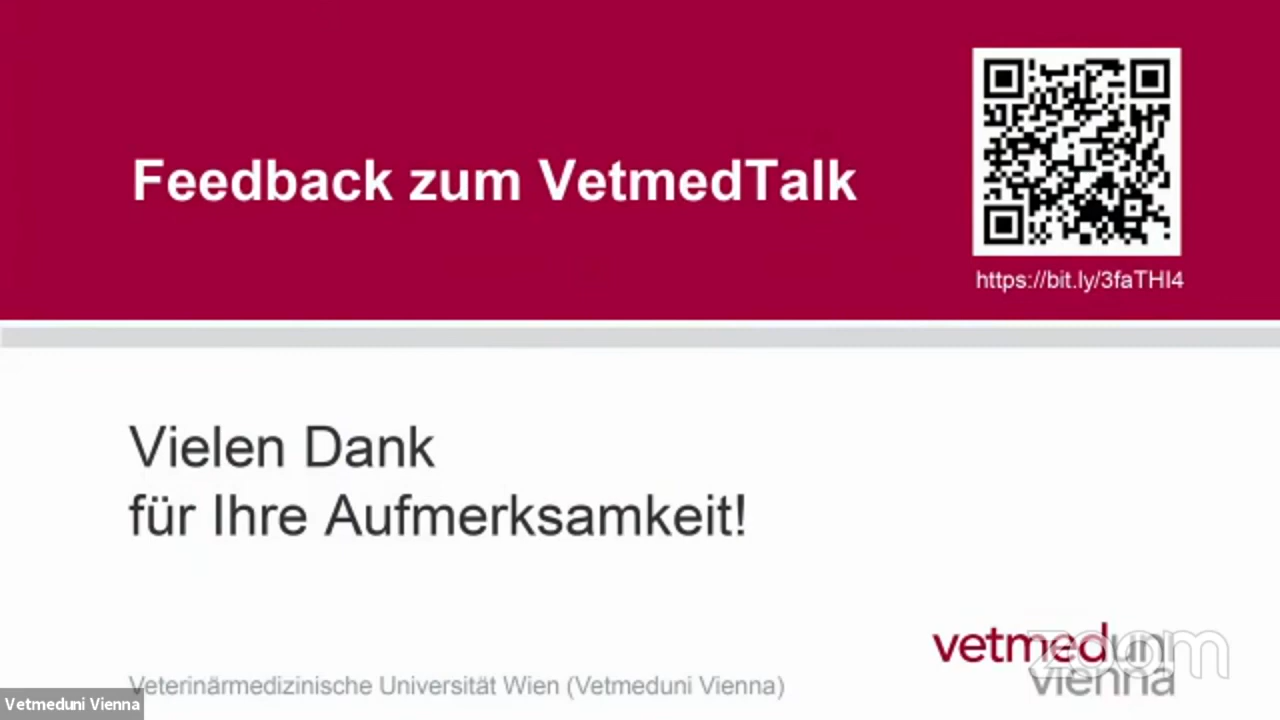 Feedback zum VetmedTalk
https://bit.ly/3faTHI4
Vielen Dank
für Ihre Aufmerksamkeit!
vetmeduni
vienna
zoom
Veterinärmedizinische Universität Wien (Vetmeduni Vienna)
Vetmeduni Vienna